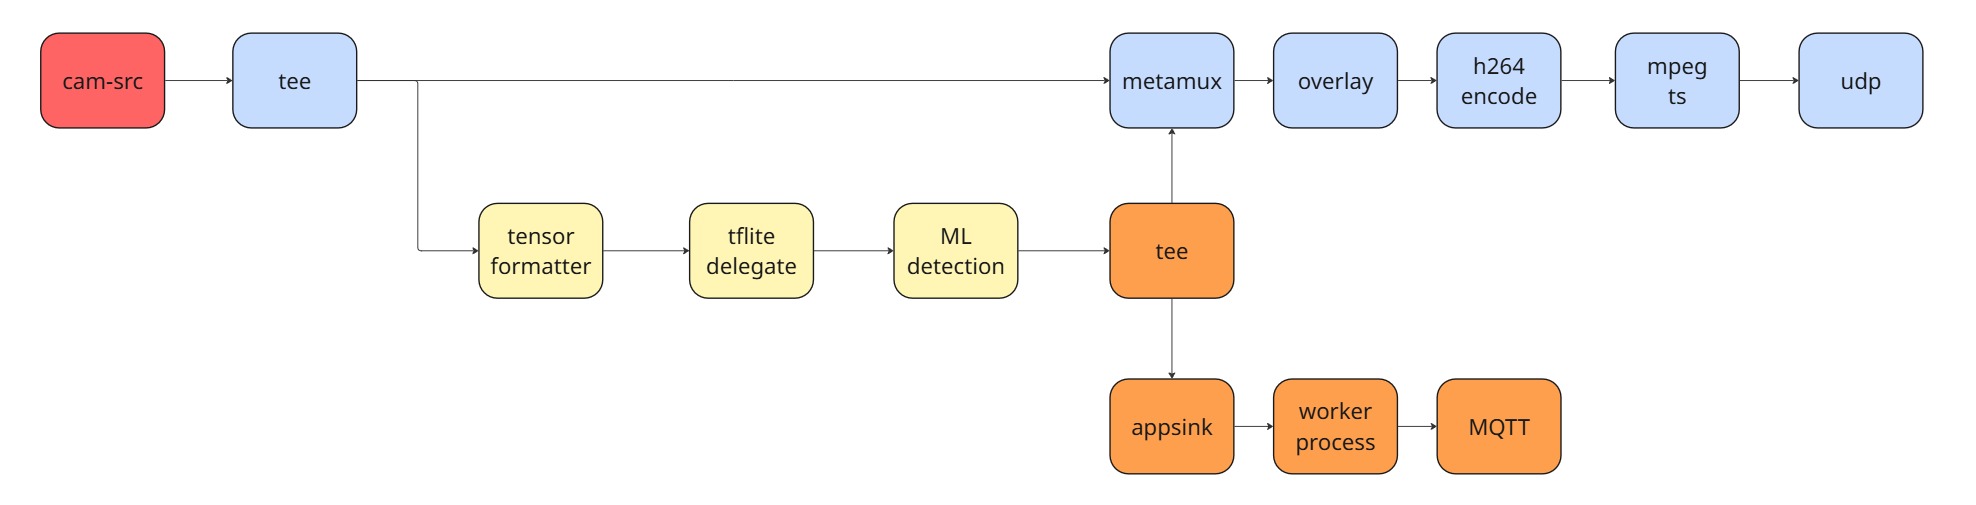 cam-src
tee
metamux
overlay
h264
encode
mpeg
ts
udp
tensor
formatter
tflite
delegate
ML
detection
tee
appsink
worker
process
MQTT